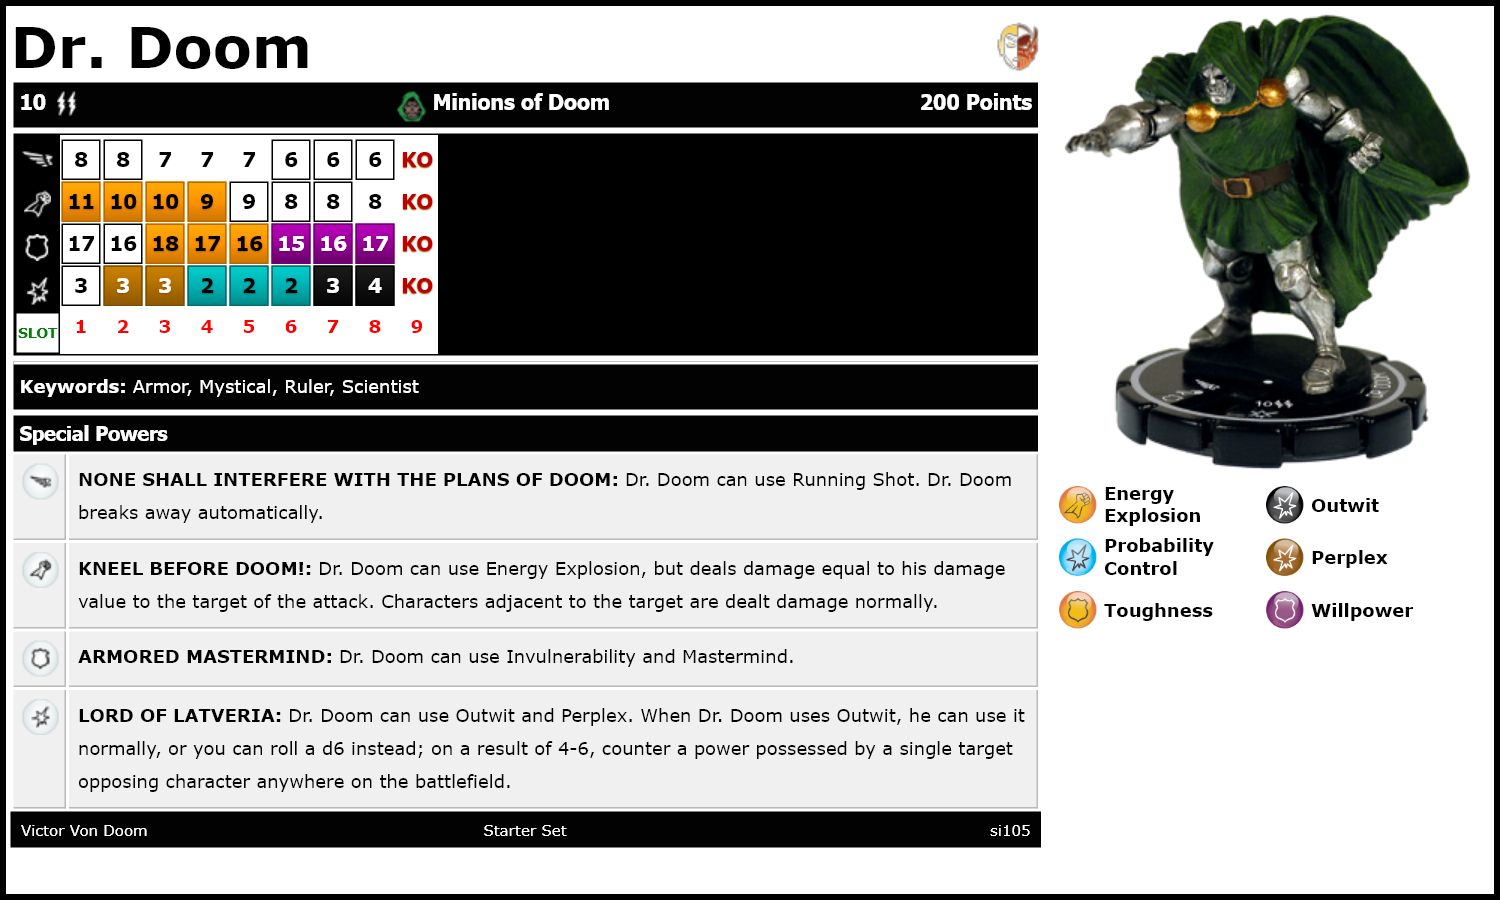 Dr. Doom
10 Minions of Doom 200 Points
8 8 7 7 7 6 6 6 KO
11 10 10 9 9 8 8 8 KO
17 16 18 17 16 15 16 17 KO
3 3 3 2 2 2 3 4 KO
SLOT 1 2 3 4 5 6 7 8 9
Keywords: Armor, Mystical, Ruler, Scientist
Special Powers
NONE SHALL INTERFERE WITH THE PLANS OF DOOM: Dr. Doom can use Running Shot. Dr. Doom
breaks away automatically.
KNEEL BEFORE DOOM!: Dr. Doom can use Energy Explosion, but deals damage equal to his damage
value to the target of the attack. Characters adjacent to the target are dealt damage normally.
ARMORED MASTERMIND: Dr. Doom can use Invulnerability and Mastermind.
LORD OF LATVERIA: Dr. Doom can use Outwit and Perplex. When Dr. Doom uses Outwit, he can use it
normally, or you can roll a d6 instead; on a result of 4-6, counter a power possessed by a single target
opposing character anywhere on the battlefield.
Victor Von Doom Starter Set si105
10
Energy
Explosion
Outwit
Probability
Control
Perplex
Toughness
Willpower